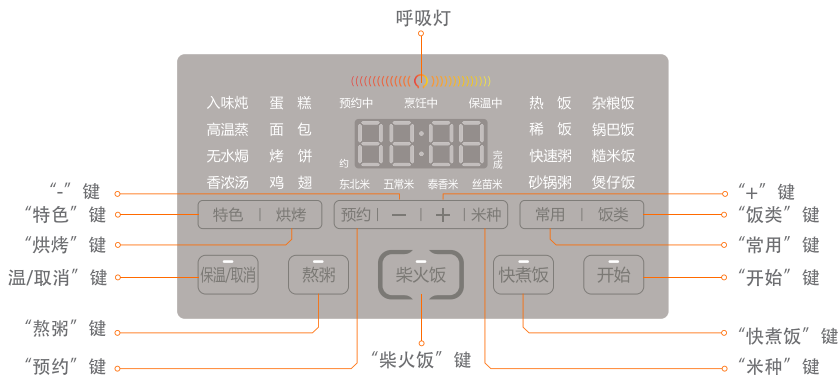 呼吸灯
入味炖 蛋 糕 预约中 烹饪中 保温中 热 饭 杂粮饭
高温蒸 面 包 88:88 稀 饭 锅巴饭
无水焗 烤 饼 约 完成 快速粥 糙米饭
香浓汤 鸡 翅 东北米 五常米 泰香米 丝苗米 砂锅粥 煲仔饭
“-”键 “+”键
“特色”键 特色 | 烘烤 预约 | － | ＋ | 米种 常用 | 饭类 “饭类”键
“烘烤”键 “常用”键
温/取消”键 保温/取消 熬粥 柴火饭 快煮饭 开始 “开始”键
“熬粥”键 “快煮饭”键
“预约”键 “柴火饭”键 “米种”键